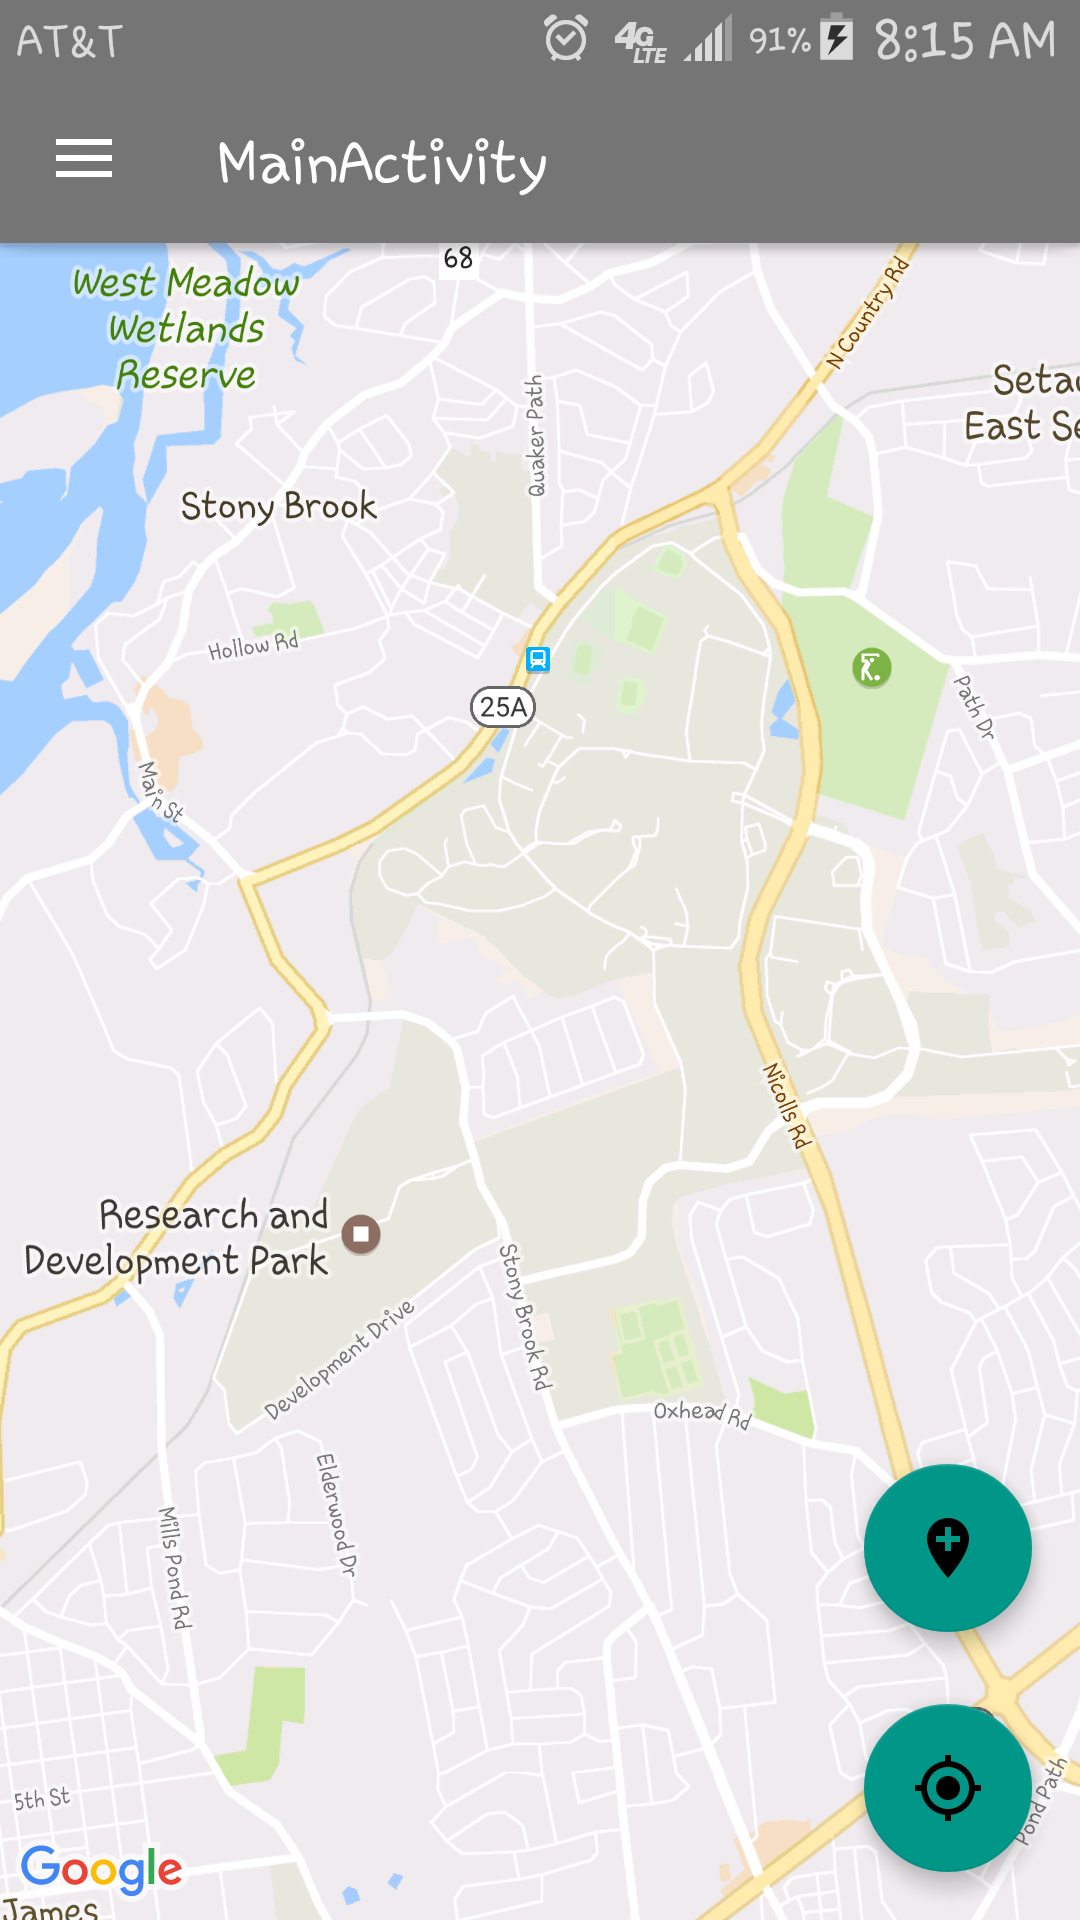 AT&T 4G LTE 91% 8:15 AM
MainActivity
68
West Meadow
Wetlands
Reserve
N Country Rd
Quaker Path
East
Stony Brook
Hollow Rd
25A
Path Dr
Main St
Nicolls Rd
Research and
Development Park
Stony Brook Rd
Development Drive
Oxhead Rd
Elderwood Dr
Mills Pond Rd
5th St
Pond Path
Google
James